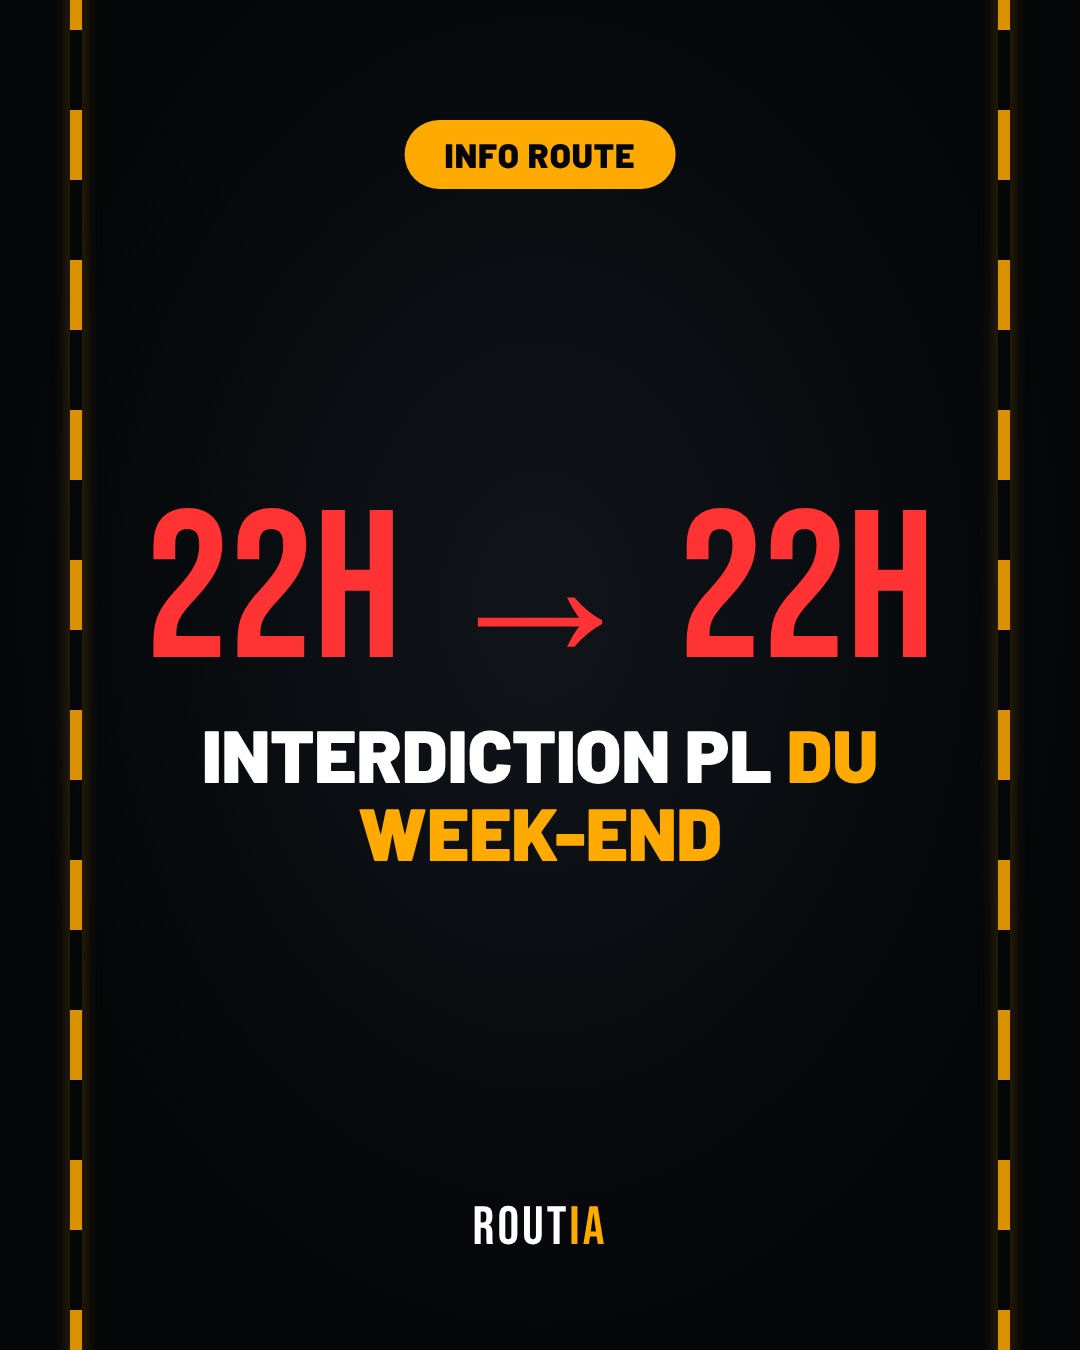 INFO ROUTE
22H → 22H
INTERDICTION PL DU
WEEK-END
ROUTIA